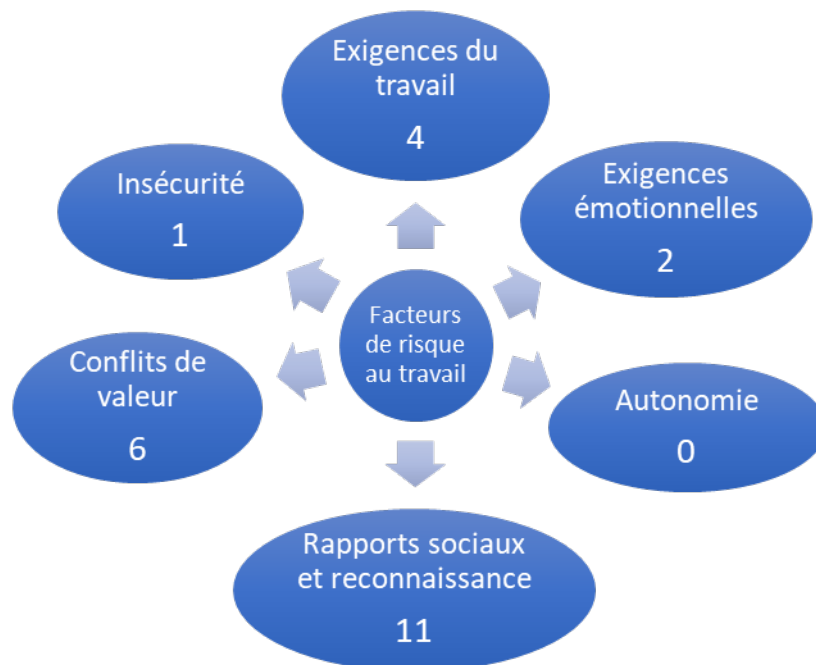 Exigences du
travail
4
Exigences
émotionnelles
2
Autonomie
0
Rapports sociaux
et reconnaissance
11
Conflits de
valeur
6
Insécurité
1
Facteurs
de risque
au travail